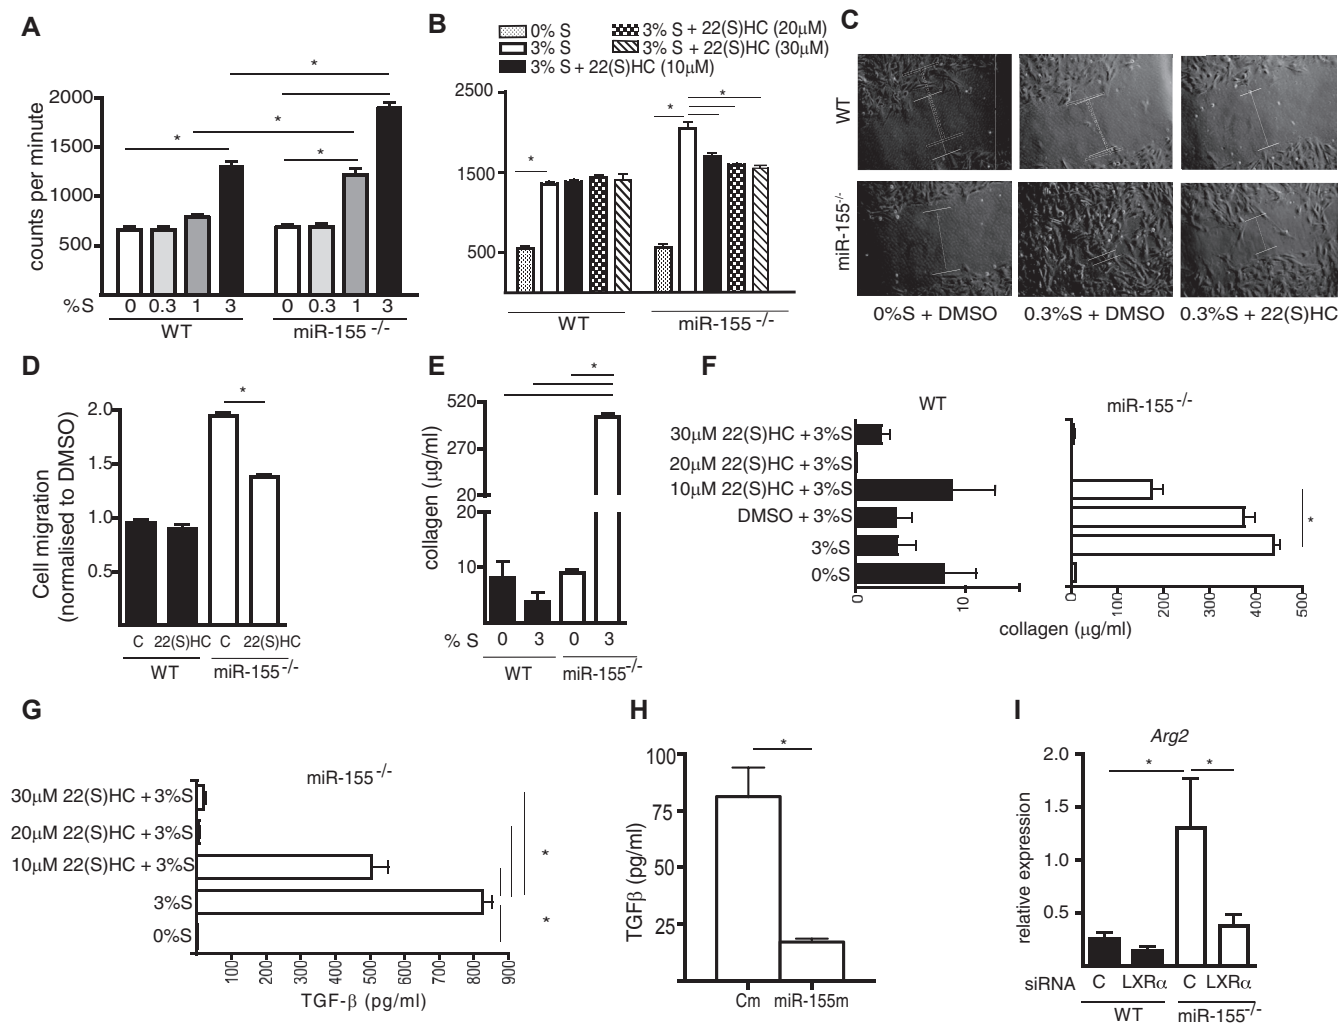 A
counts per minute
2000
1500
1000
500
* * * * *
%S 0 0.3 1 3 0 0.3 1 3
WT miR-155 -/-
B
0% S
3% S
3% S + 22(S)HC (10µM)
3% S + 22(S)HC (20µM)
3% S + 22(S)HC (30µM)
2500
1500
500
* * *
WT miR-155 -/-
C
WT
miR-155-/-
0%S + DMSO 0.3%S + DMSO 0.3%S + 22(S)HC
D
Cell migration
(normalised to DMSO)
2.0
1.5
1.0
0.5
*
C 22(S)HC C 22(S)HC
WT miR-155-/-
E
collagen (µg/ml)
520
270
20
20
10
*
% S 0 3 0 3
WT miR-155-/-
F
WT miR-155-/-
30µM 22(S)HC + 3%S
20µM 22(S)HC + 3%S
10µM 22(S)HC + 3%S
DMSO + 3%S
3%S
0%S
*
0 10 0 100 200 300 400 500
collagen (µg/ml)
G
miR-155-/-
30µM 22(S)HC + 3%S
20µM 22(S)HC + 3%S
10µM 22(S)HC + 3%S
3%S
0%S
*
*
100 200 300 400 500 600 700 800 900
TGF-β (pg/ml)
H
TGFβ (pg/ml)
100
75
50
25
*
Cm miR-155m
I
Arg2
relative expression
2.0
1.5
1.0
0.5
* *
siRNA C LXRα C LXRα
WT miR-155-/-